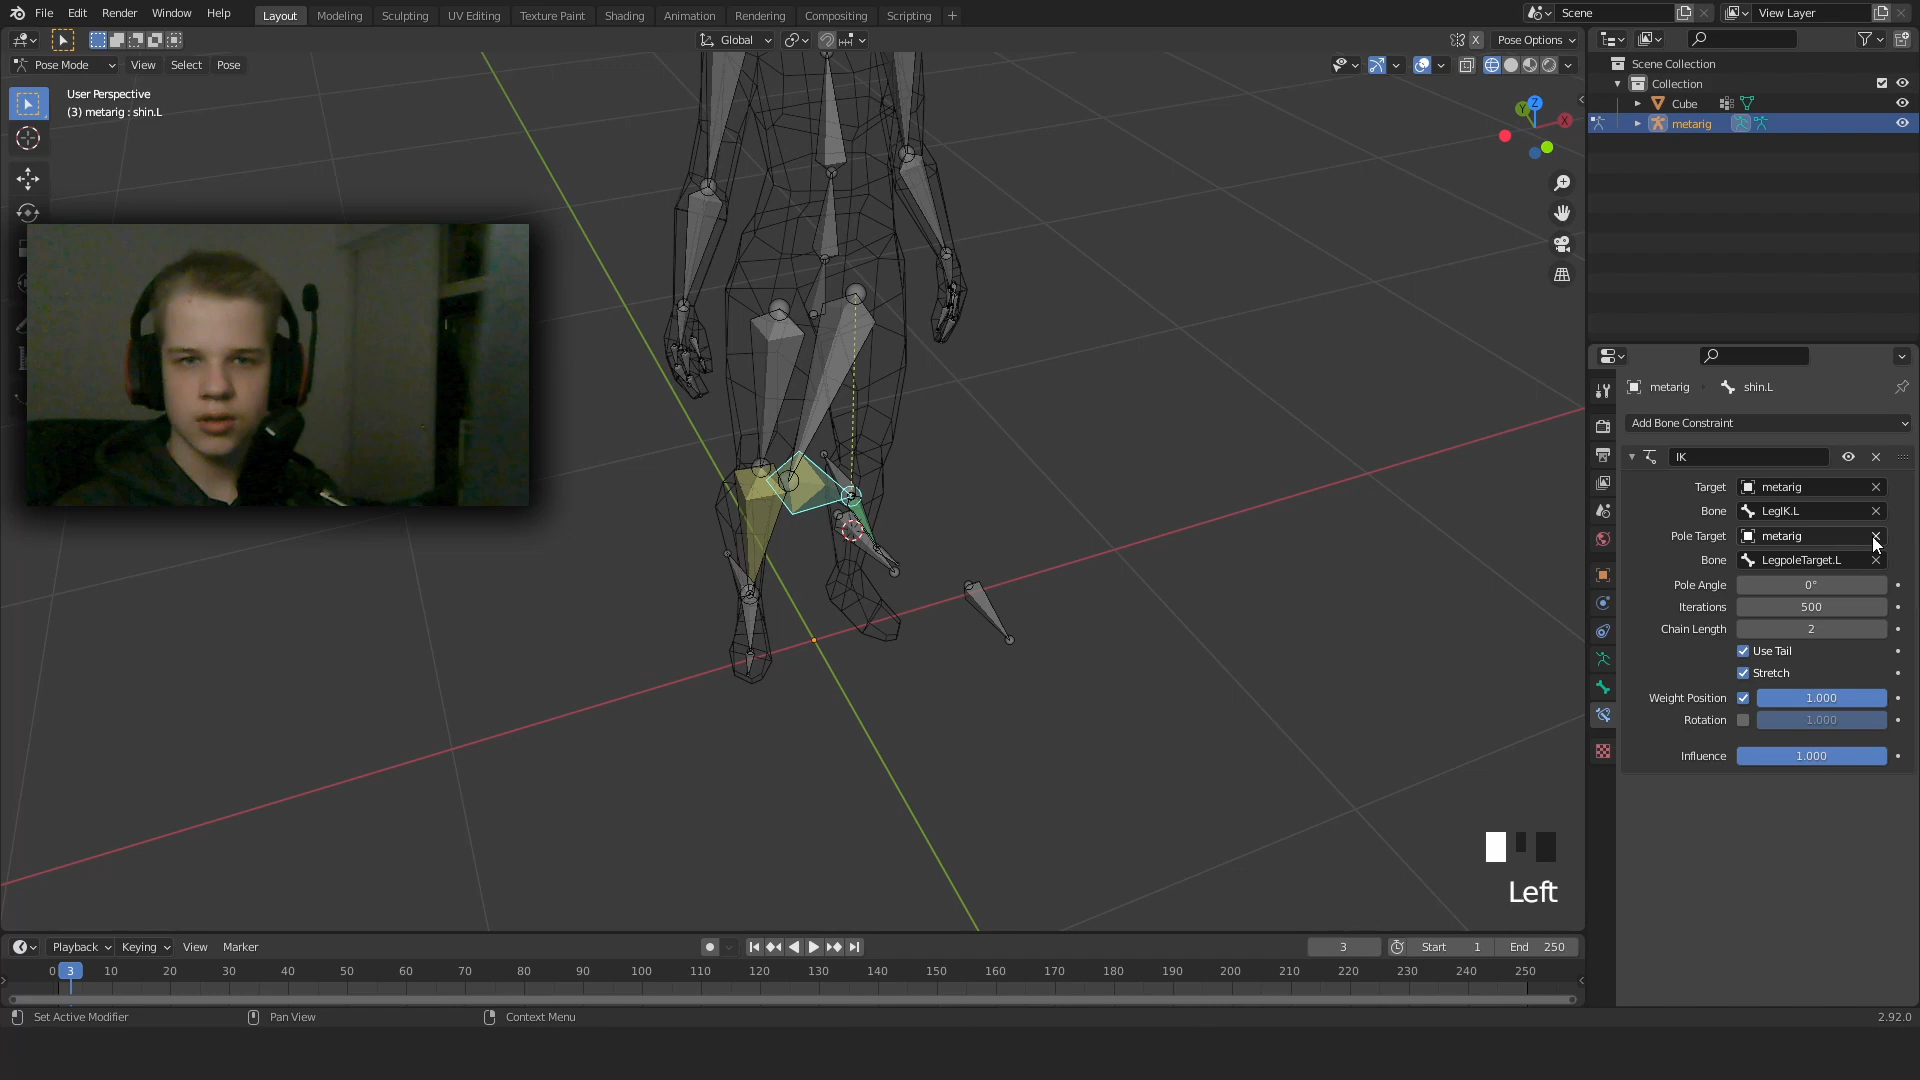 File Edit Render Window Help Layout Modeling Sculpting UV Editing Texture Paint Shading Animation Rendering Compositing Scripting + Scene View Layer
Global X Pose Options
Pose Mode View Select Pose
User Perspective
(3) metarig : shin.L
Z
Y
X
Scene Collection
Collection
Cube
metarig
metarig shin.L
Add Bone Constraint
IK
Target metarig
Bone LegIK.L
Pole Target metarig
Bone LegpoleTarget.L
Pole Angle 0°
Iterations 500
Chain Length 2
Use Tail
Stretch
Weight Position 1.000
Rotation 1.000
Influence 1.000
Left
Playback Keying View Marker 3 Start 1 End 250
0 3 10 20 30 40 50 60 70 80 90 100 110 120 130 140 150 160 170 180 190 200 210 220 230 240 250
Set Active Modifier Pan View Context Menu 2.92.0